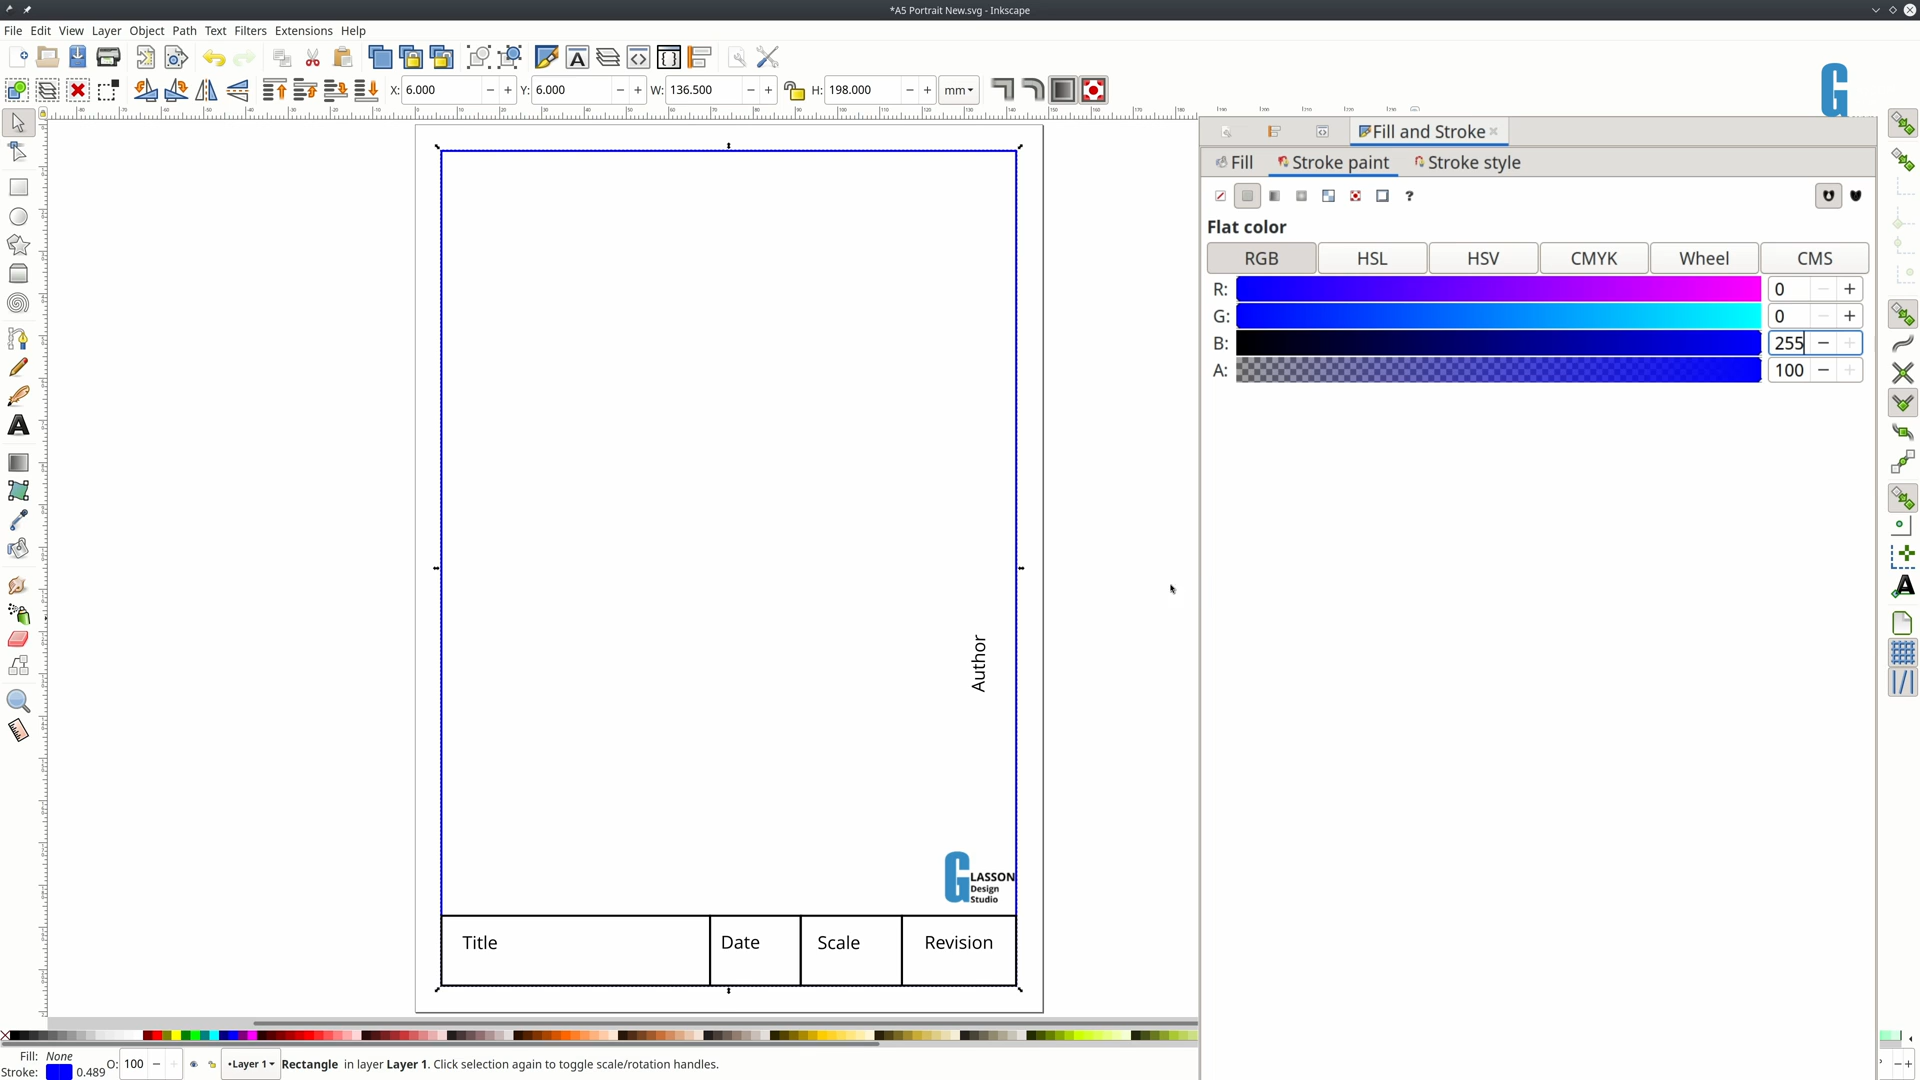 *A5 Portrait New.svg - Inkscape
File Edit View Layer Object Path Text Filters Extensions Help
X: 6.000 − + Y: 6.000 − + W: 136.500 − + H: 198.000 − + mm
G
Fill and Stroke
Fill Stroke paint Stroke style
?
Flat color
RGB HSL HSV CMYK Wheel CMS
R: 0 − +
G: 0 − +
B: 255 − +
A: 100 − +
Author
G LASSON
Design
Studio
Title Date Scale Revision
Fill: None
Stroke: 0.489
O: 100 − +
•Layer 1
Rectangle in layer Layer 1. Click selection again to toggle scale/rotation handles.